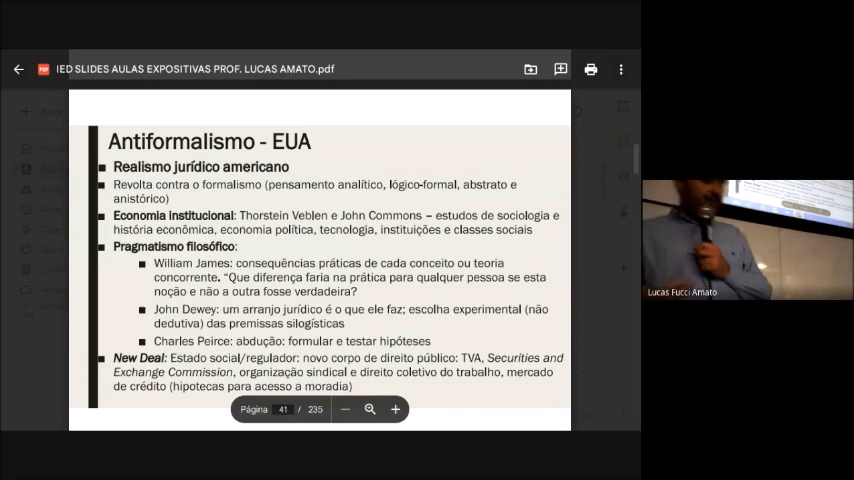 IED SLIDES AULAS EXPOSITIVAS PROF. LUCAS AMATO.pdf
Antiformalismo - EUA
Realismo jurídico americano
Revolta contra o formalismo (pensamento analítico, lógico-formal, abstrato e
anistórico)
Economia institucional: Thorstein Veblen e John Commons – estudos de sociologia e
história econômica, economia política, tecnologia, instituições e classes sociais
Pragmatismo filosófico:
William James: consequências práticas de cada conceito ou teoria
concorrente. “Que diferença faria na prática para qualquer pessoa se esta
noção e não a outra fosse verdadeira?
John Dewey: um arranjo jurídico é o que ele faz; escolha experimental (não
dedutiva) das premissas silogísticas
Charles Peirce: abdução: formular e testar hipóteses
New Deal: Estado social/regulador: novo corpo de direito público: TVA, Securities and
Exchange Commission, organização sindical e direito coletivo do trabalho, mercado
de crédito (hipotecas para acesso a moradia)
Página 41 / 235
Lucas Fucci Amato